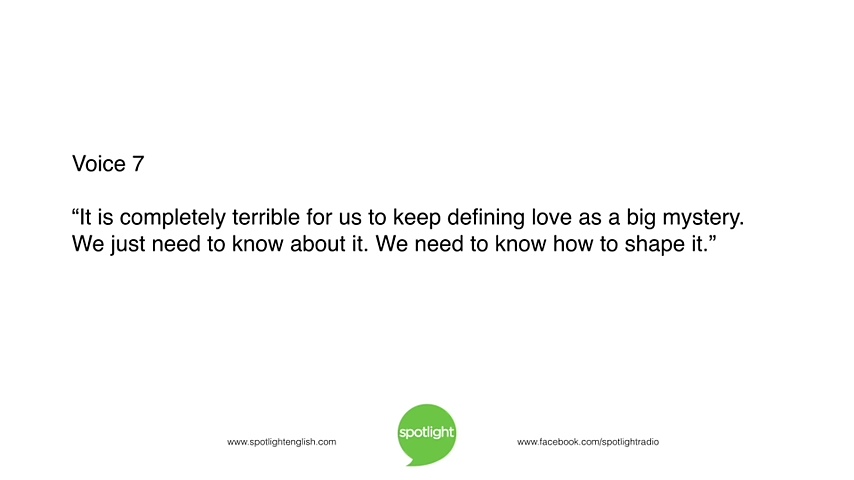 Voice 7
“It is completely terrible for us to keep defining love as a big mystery.
We just need to know about it. We need to know how to shape it.”
spotlight
www.spotlightenglish.com
www.facebook.com/spotlightradio